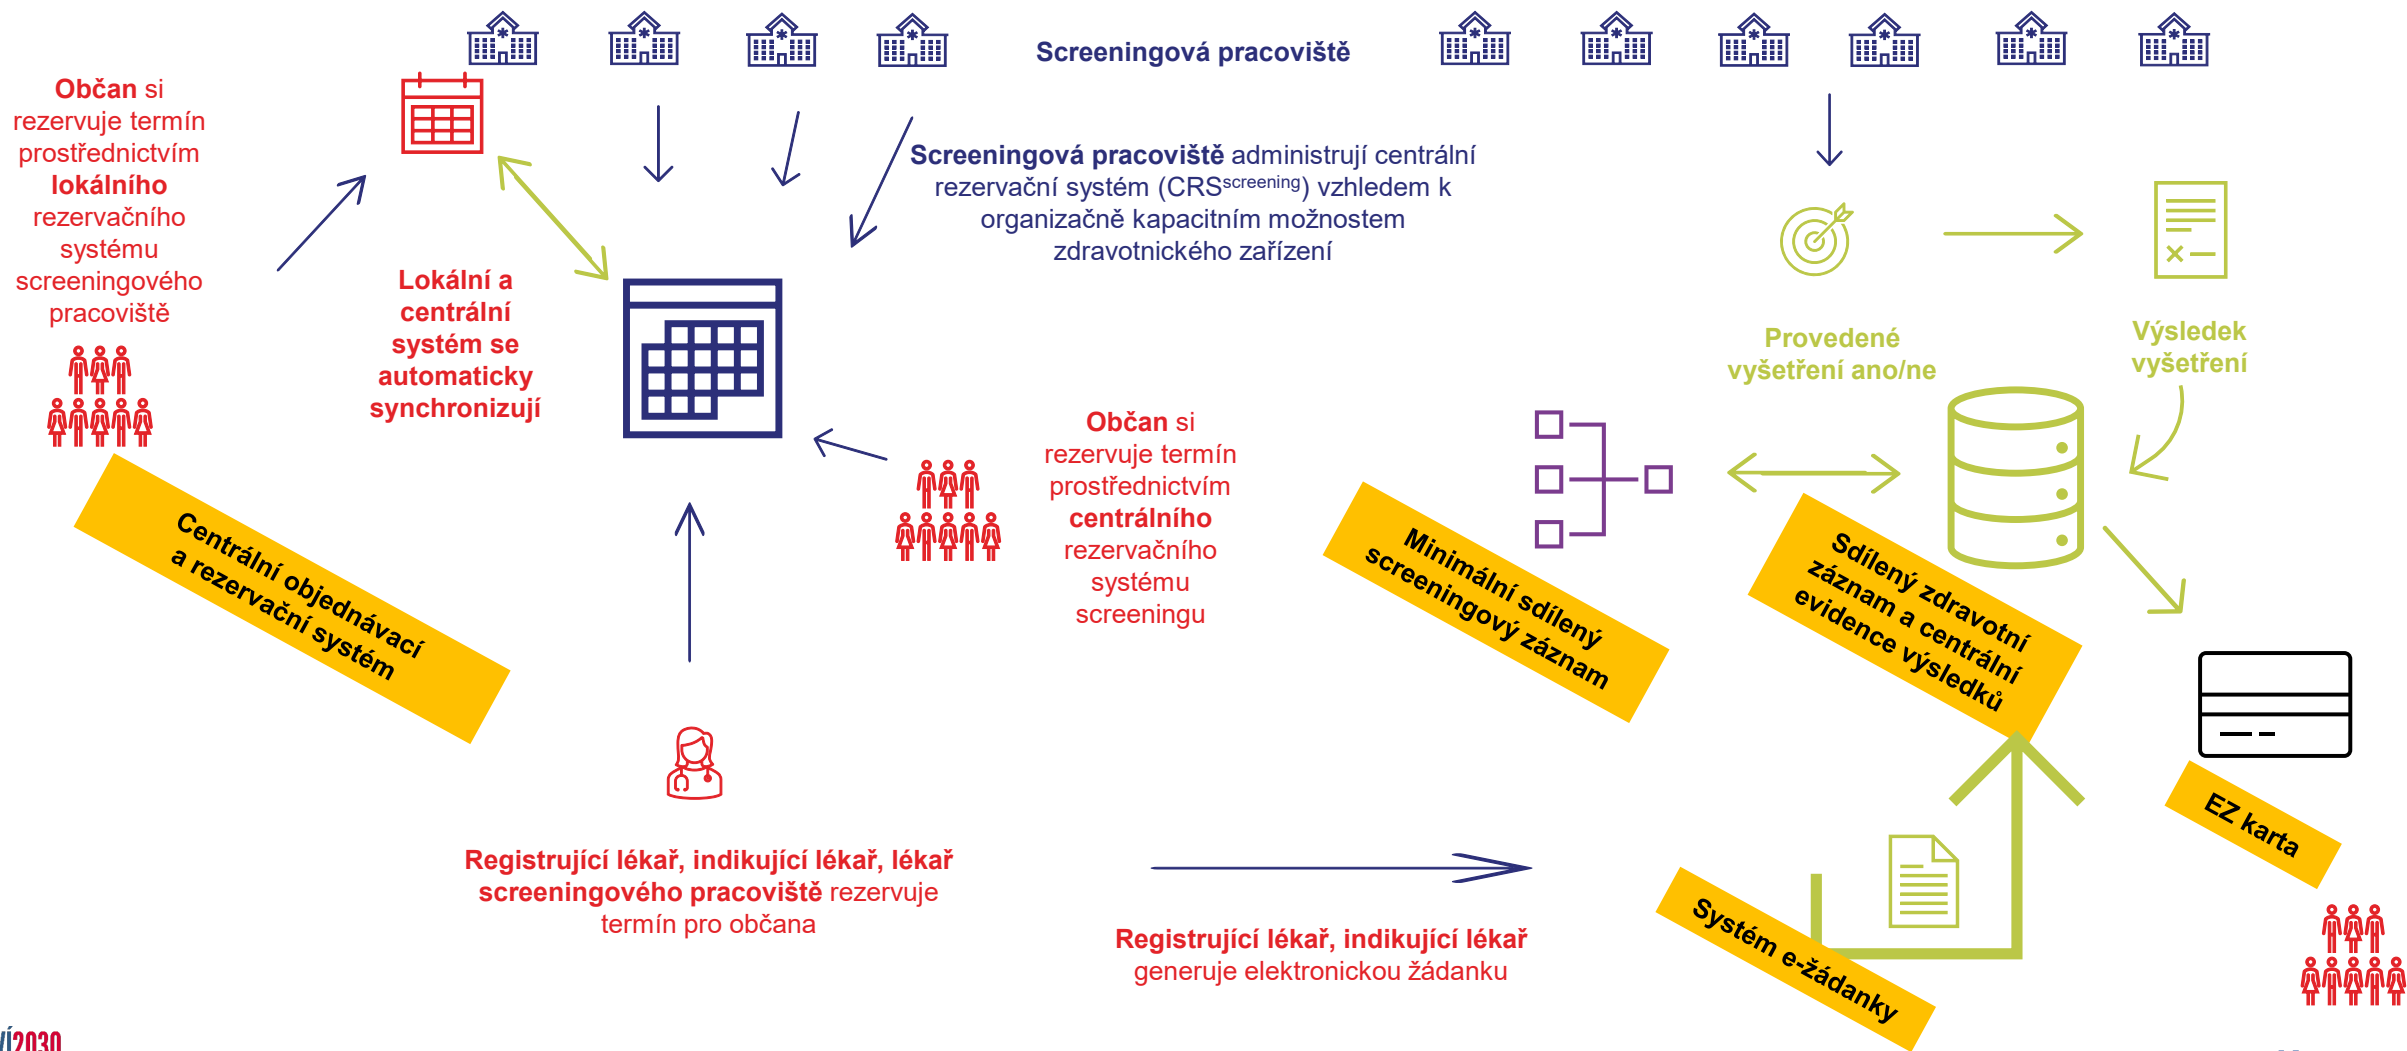 Screeningová pracoviště
Občan si
rezervuje termín
prostřednictvím
lokálního
rezervačního
systému
screeningového
pracoviště
Screeningová pracoviště administrují centrální
rezervační systém (CRSscreening) vzhledem k
organizačně kapacitním možnostem
zdravotnického zařízení
Lokální a
centrální
systém se
automaticky
synchronizují
Provedené
vyšetření ano/ne
Výsledek
vyšetření
Občan si
rezervuje termín
prostřednictvím
centrálního
rezervačního
systému
screeningu
Centrální objednávací
a rezervační systém
Minimální sdílený
screeningový záznam
Sdílený zdravotní
záznam a centrální
evidence výsledků
EZ karta
Registrující lékař, indikující lékař, lékař
screeningového pracoviště rezervuje
termín pro občana
Registrující lékař, indikující lékař
generuje elektronickou žádanku
Systém e-žádanky
Í2030